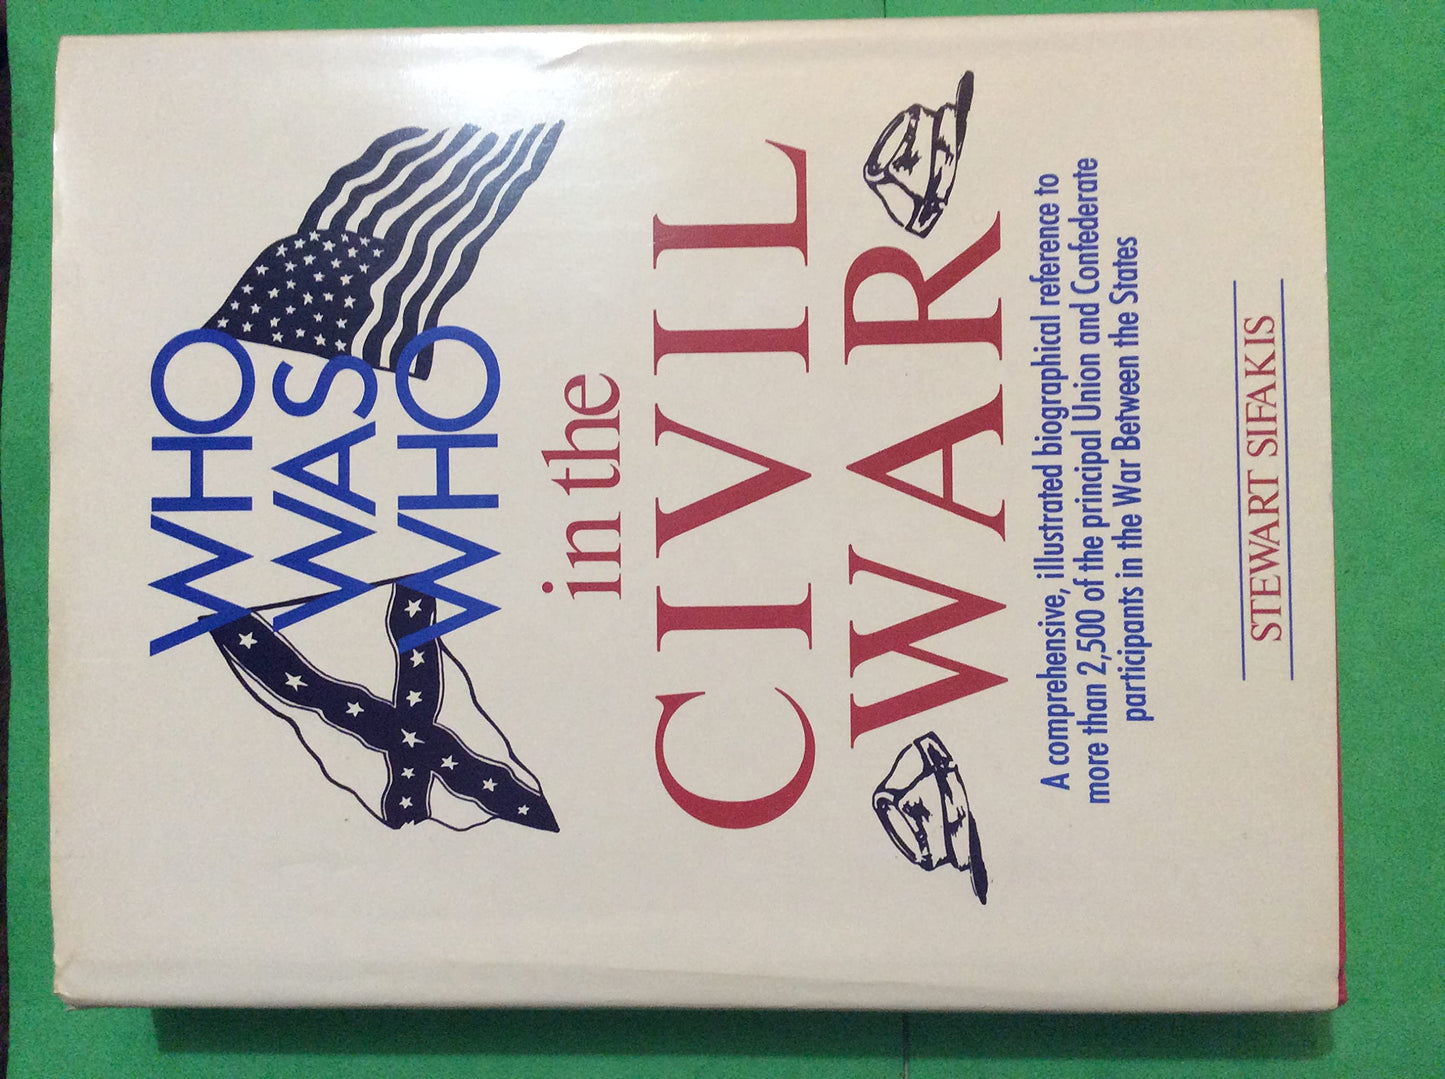 WHO
WAS
WHO
in the
CIVIL
WAR
A comprehensive, illustrated biographical reference to
more than 2,500 of the principal Union and Confederate
participants in the War Between the States
STEWART SIFAKIS